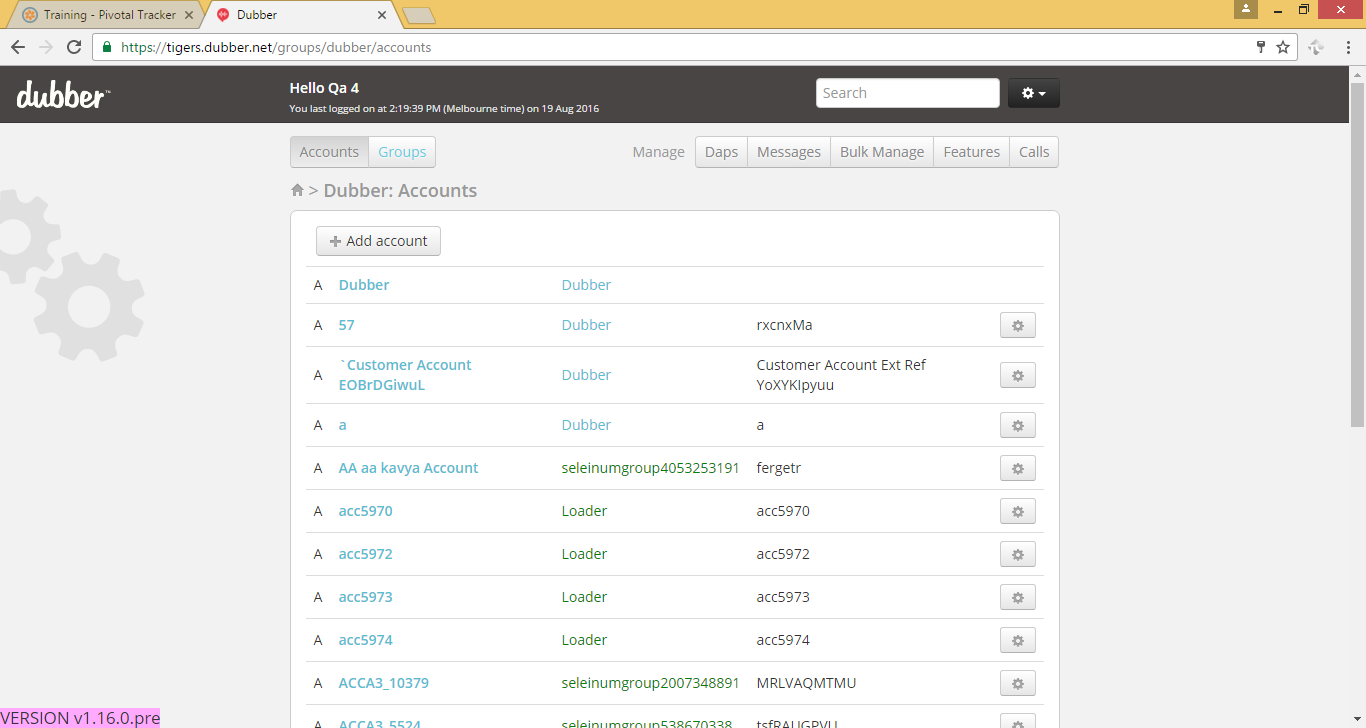 Training - Pivotal Tracker
Dubber
https://tigers.dubber.net/groups/dubber/accounts
dubber™
Hello Qa 4
You last logged on at 2:19:39 PM (Melbourne time) on 19 Aug 2016
Search
Accounts Groups Manage Daps Messages Bulk Manage Features Calls
> Dubber: Accounts
+ Add account
A Dubber Dubber
A 57 Dubber rxcnxMa
A `Customer Account EOBrDGiwuL Dubber Customer Account Ext Ref YoXYKIpyuu
A a Dubber a
A AA aa kavya Account seleinumgroup4053253191 fergetr
A acc5970 Loader acc5970
A acc5972 Loader acc5972
A acc5973 Loader acc5973
A acc5974 Loader acc5974
A ACCA3_10379 seleinumgroup2007348891 MRLVAQMTMU
A ACCA3_5524 seleinumgroup538670338 tsfRAUGPVU
VERSION v1.16.0.pre